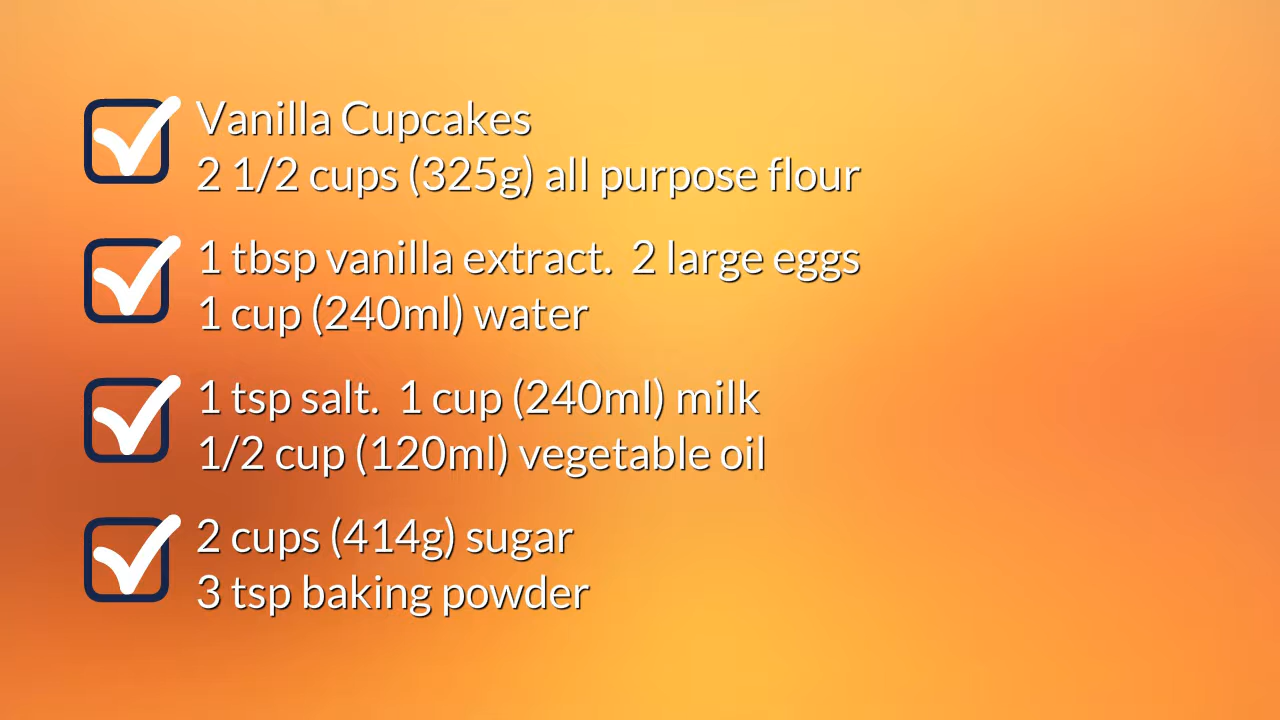 Vanilla Cupcakes
2 1/2 cups (325g) all purpose flour
1 tbsp vanilla extract.  2 large eggs
1 cup (240ml) water
1 tsp salt.  1 cup (240ml) milk
1/2 cup (120ml) vegetable oil
2 cups (414g) sugar
3 tsp baking powder